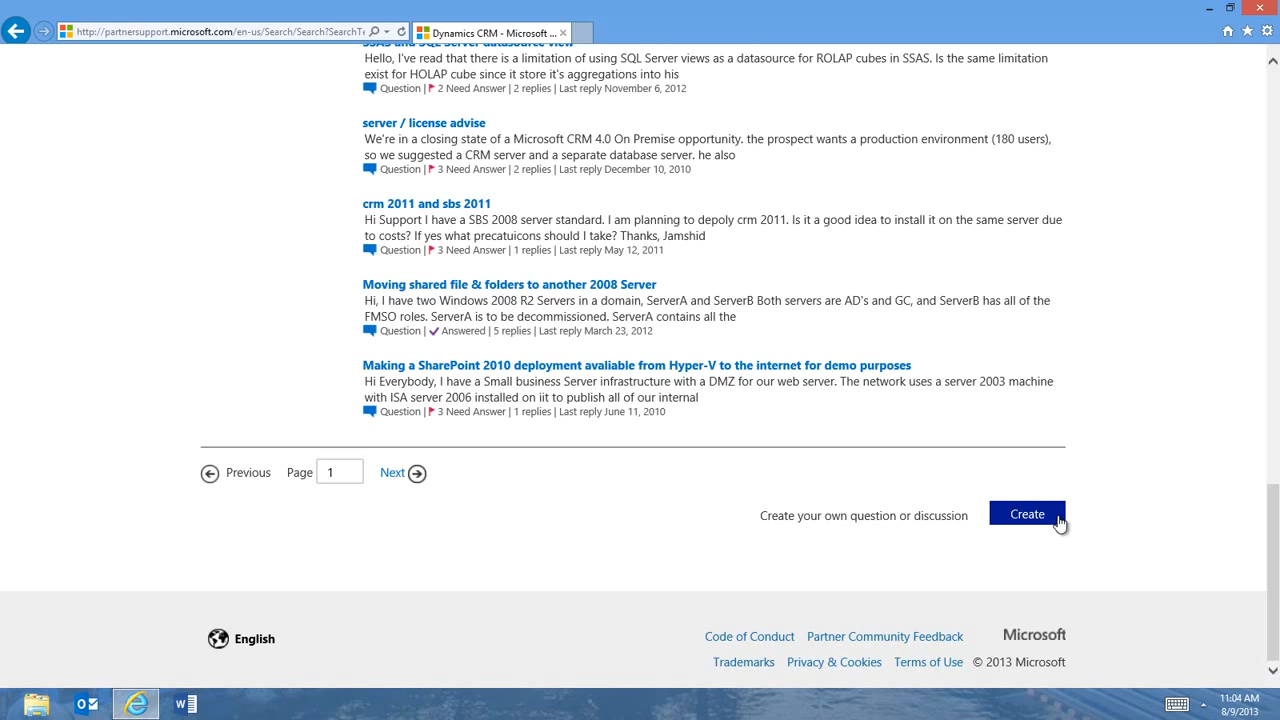 http://partnersupport.microsoft.com/en-us/Search/Search?SearchTe
Dynamics CRM - Microsoft ...
SSAS and SQL Server datasource view
Hello, I've read that there is a limitation of using SQL Server views as a datasource for ROLAP cubes in SSAS. Is the same limitation
exist for HOLAP cube since it store it's aggregations into his
Question | 2 Need Answer | 2 replies | Last reply November 6, 2012
server / license advise
We're in a closing state of a Microsoft CRM 4.0 On Premise opportunity. the prospect wants a production environment (180 users),
so we suggested a CRM server and a separate database server. he also
Question | 3 Need Answer | 2 replies | Last reply December 10, 2010
crm 2011 and sbs 2011
Hi Support I have a SBS 2008 server standard. I am planning to depoly crm 2011. Is it a good idea to install it on the same server due
to costs? If yes what precatuicons should I take? Thanks, Jamshid
Question | 3 Need Answer | 1 replies | Last reply May 12, 2011
Moving shared file & folders to another 2008 Server
Hi, I have two Windows 2008 R2 Servers in a domain, ServerA and ServerB Both servers are AD's and GC, and ServerB has all of the
FMSO roles. ServerA is to be decommissioned. ServerA contains all the
Question | Answered | 5 replies | Last reply March 23, 2012
Making a SharePoint 2010 deployment avaliable from Hyper-V to the internet for demo purposes
Hi Everybody, I have a Small business Server infrastructure with a DMZ for our web server. The network uses a server 2003 machine
with ISA server 2006 installed on iit to publish all of our internal
Question | 3 Need Answer | 1 replies | Last reply June 11, 2010
Previous Page 1 Next
Create your own question or discussion Create
English
Code of Conduct Partner Community Feedback Microsoft
Trademarks Privacy & Cookies Terms of Use © 2013 Microsoft
11:04 AM
8/9/2013